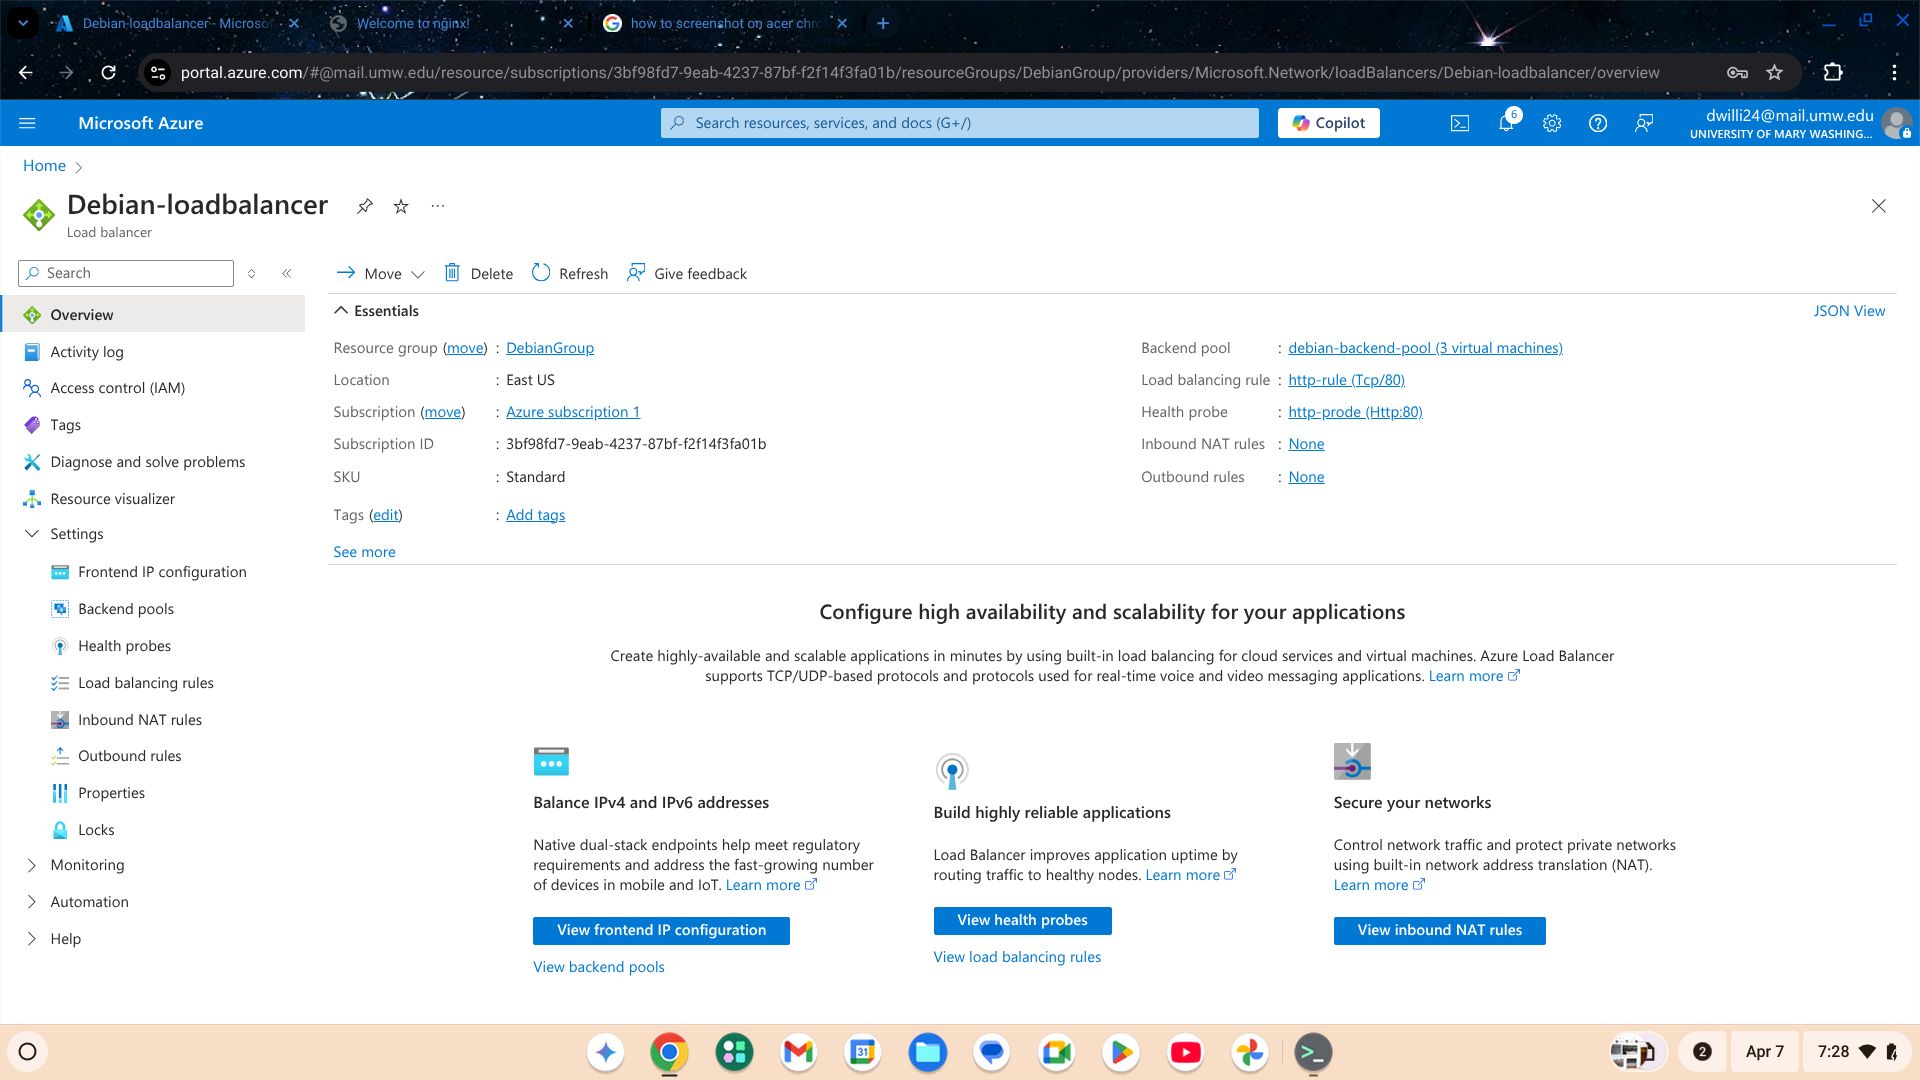 Debian-loadbalancer - Microsof
Welcome to nginx!
how to screenshot on acer chro
portal.azure.com/#@mail.umw.edu/resource/subscriptions/3bf98fd7-9eab-4237-87bf-f2f14f3fa01b/resourceGroups/DebianGroup/providers/Microsoft.Network/loadBalancers/Debian-loadbalancer/overview
Microsoft Azure
Search resources, services, and docs (G+/)
Copilot
6
dwilli24@mail.umw.edu
UNIVERSITY OF MARY WASHING...
Home
Debian-loadbalancer
Load balancer
Search
Overview
Activity log
Access control (IAM)
Tags
Diagnose and solve problems
Resource visualizer
Settings
Frontend IP configuration
Backend pools
Health probes
Load balancing rules
Inbound NAT rules
Outbound rules
Properties
Locks
Monitoring
Automation
Help
Move
Delete
Refresh
Give feedback
Essentials
JSON View
Resource group (move) : DebianGroup
Location : East US
Subscription (move) : Azure subscription 1
Subscription ID : 3bf98fd7-9eab-4237-87bf-f2f14f3fa01b
SKU : Standard
Tags (edit) : Add tags
See more
Backend pool : debian-backend-pool (3 virtual machines)
Load balancing rule : http-rule (Tcp/80)
Health probe : http-prode (Http:80)
Inbound NAT rules : None
Outbound rules : None
Configure high availability and scalability for your applications
Create highly-available and scalable applications in minutes by using built-in load balancing for cloud services and virtual machines. Azure Load Balancer
supports TCP/UDP-based protocols and protocols used for real-time voice and video messaging applications. Learn more
Balance IPv4 and IPv6 addresses
Native dual-stack endpoints help meet regulatory
requirements and address the fast-growing number
of devices in mobile and IoT. Learn more
View frontend IP configuration
View backend pools
Build highly reliable applications
Load Balancer improves application uptime by
routing traffic to healthy nodes. Learn more
View health probes
View load balancing rules
Secure your networks
Control network traffic and protect private networks
using built-in network address translation (NAT).
Learn more
View inbound NAT rules
31
2
Apr 7
7:28